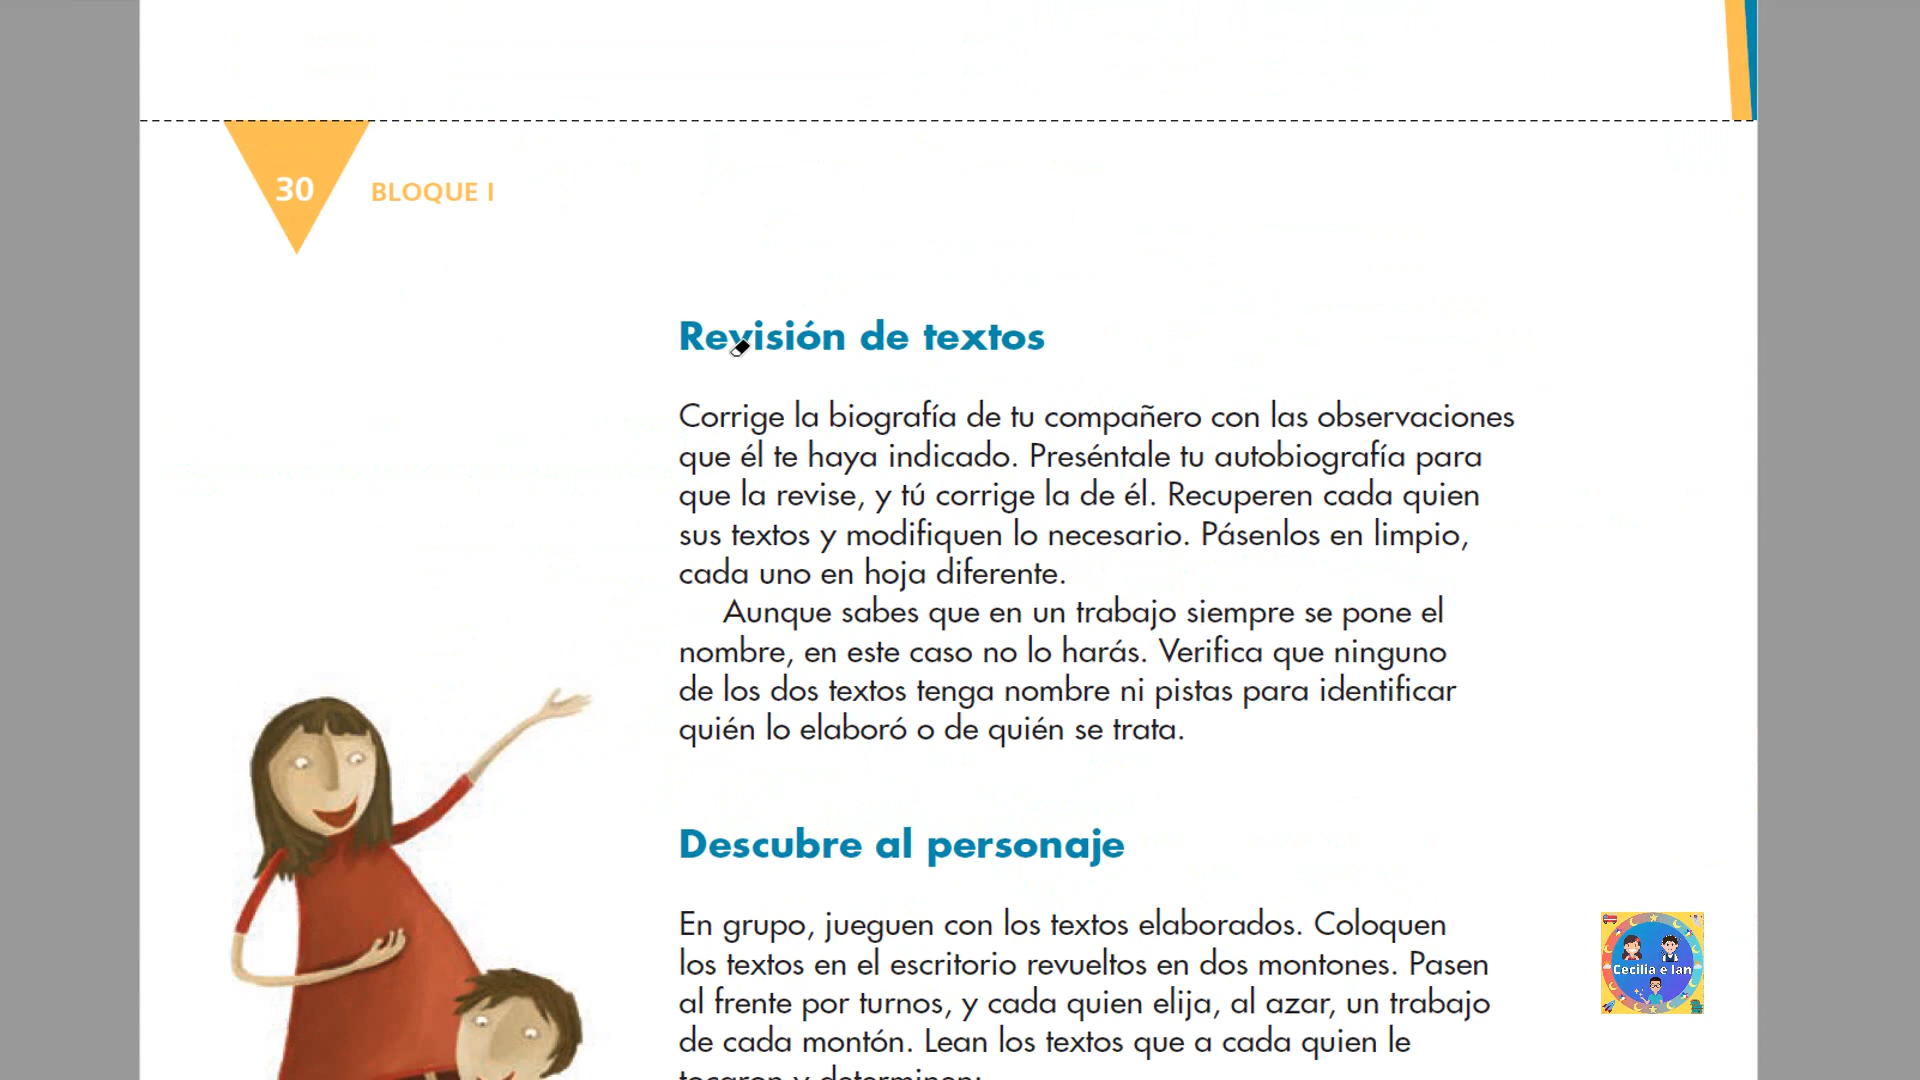 30 BLOQUE I
Revisión de textos
Corrige la biografía de tu compañero con las observaciones
que él te haya indicado. Preséntale tu autobiografía para
que la revise, y tú corrige la de él. Recuperen cada quien
sus textos y modifiquen lo necesario. Pásenlos en limpio,
cada uno en hoja diferente.
Aunque sabes que en un trabajo siempre se pone el
nombre, en este caso no lo harás. Verifica que ninguno
de los dos textos tenga nombre ni pistas para identificar
quién lo elaboró o de quién se trata.
Descubre al personaje
En grupo, jueguen con los textos elaborados. Coloquen
los textos en el escritorio revueltos en dos montones. Pasen
al frente por turnos, y cada quien elija, al azar, un trabajo
de cada montón. Lean los textos que a cada quien le
tocaron y determinen:
Cecilia e Ian